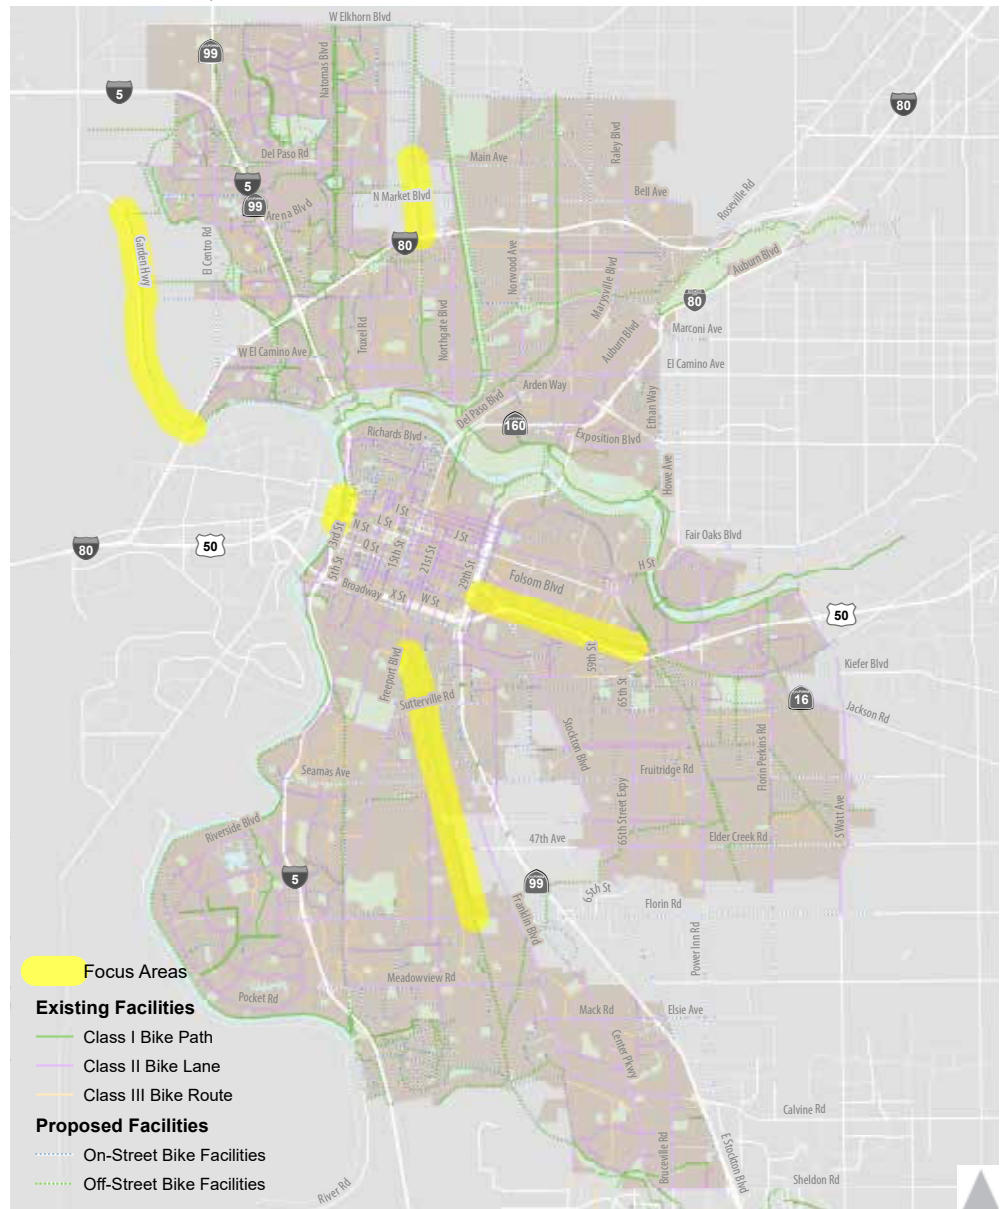 W Elkhorn Blvd
99
Natomas Blvd
5
80
Del Paso Rd
Main Ave
Raley Blvd
5
99
Arena Blvd
N Market Blvd
Bell Ave
Roseville Rd
Garden Hwy
El Centro Rd
80
Norwood Ave
Auburn Blvd
Marysville Blvd
80
Truxel Rd
Northgate Blvd
Auburn Blvd
Marconi Ave
W El Camino Ave
El Camino Ave
Arden Way
Del Paso Blvd
Ethan Way
160
Richards Blvd
Exposition Blvd
Howe Ave
I St
L St
N St
3rd St
Q St
15th St
J St
21st St
Fair Oaks Blvd
80
50
5th St
29th St
H St
Folsom Blvd
Broadway
X St
W St
50
59th St
Freeport Blvd
Kiefer Blvd
65th St
Sutterville Rd
16
Jackson Rd
Stockton Blvd
Florin Perkins Rd
Seamas Ave
Fruitridge Rd
65th Street Expy
S Watt Ave
Riverside Blvd
47th Ave
Elder Creek Rd
5
99
65th St
Franklin Blvd
Florin Rd
Power Inn Rd
Meadowview Rd
Pocket Rd
Mack Rd
Elsie Ave
Center Pkwy
Calvine Rd
Bruceville Rd
E Stockton Blvd
Sheldon Rd
River Rd
Focus Areas
Existing Facilities
Class I Bike Path
Class II Bike Lane
Class III Bike Route
Proposed Facilities
On-Street Bike Facilities
Off-Street Bike Facilities